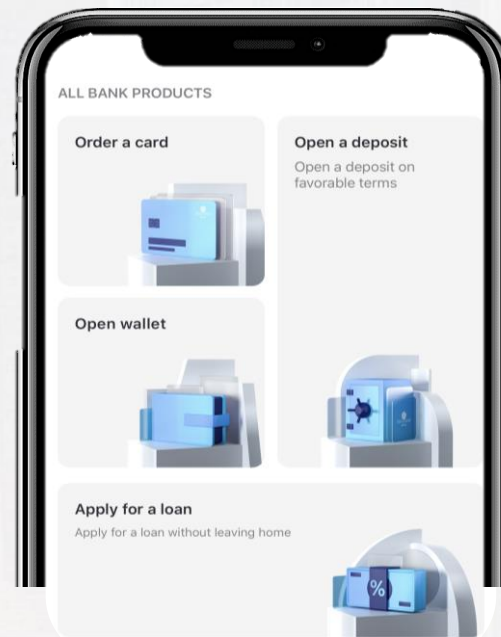 ALL BANK PRODUCTS
Order a card
Open a deposit
Open a deposit on
favorable terms
Open wallet
Apply for a loan
Apply for a loan without leaving home
%